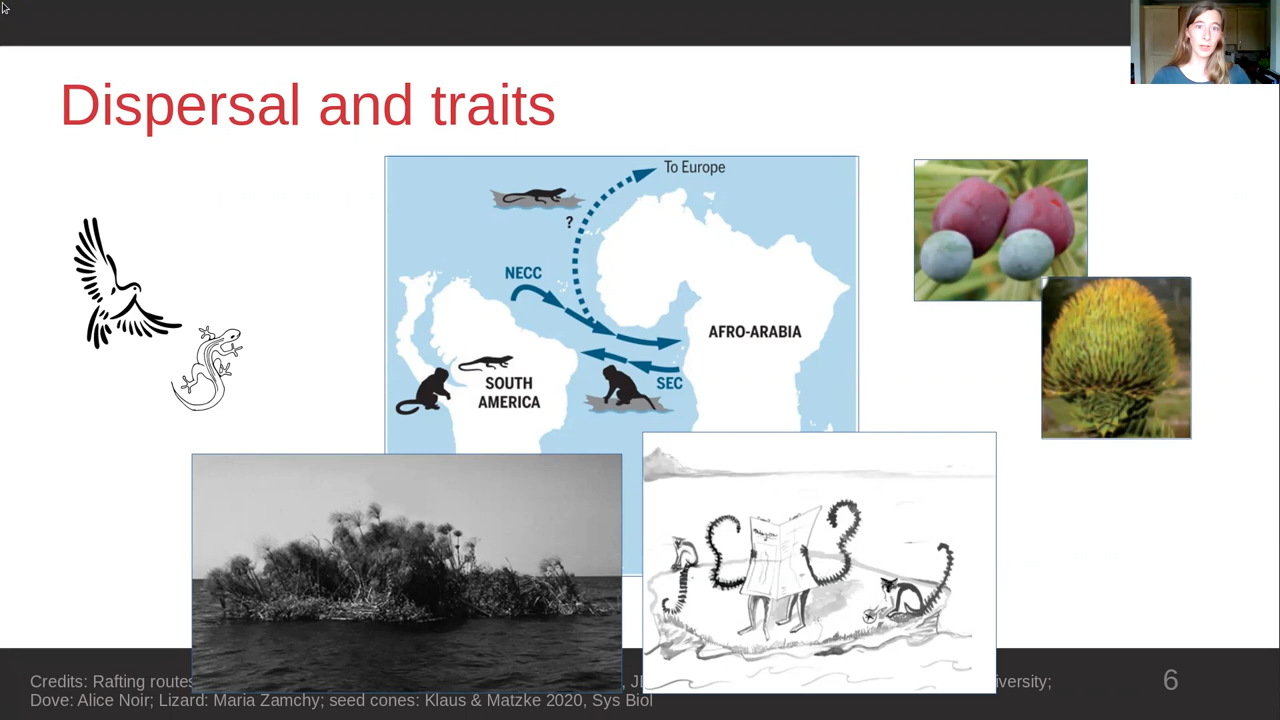 Dispersal and traits
To Europe
?
NECC
AFRO-ARABIA
SEC
SOUTH
AMERICA
Credits: Rafting routes
Dove: Alice Noir; Lizard: Maria Zamchy; seed cones: Klaus & Matzke 2020, Sys Biol
6